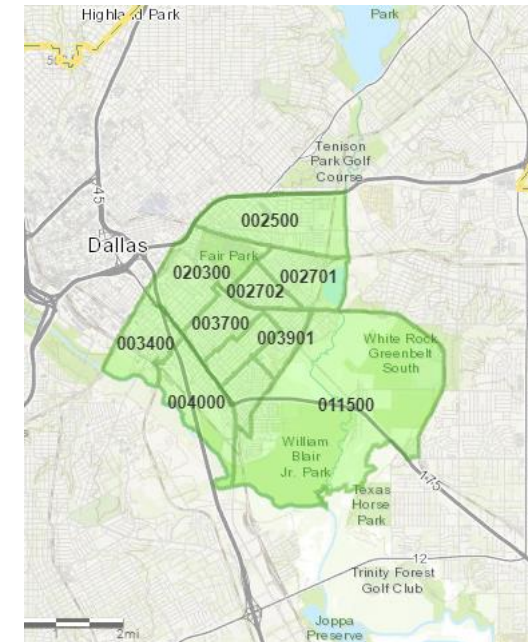 Highland Park
Park
Tenison
Park Golf
Course
45
002500
Dallas
Fair Park
020300
002701
002702
003700
003901
003400
White Rock
Greenbelt
South
004000
011500
William
Blair
Jr. Park
175
Texas
Horse
Park
12
Trinity Forest
Golf Club
Joppa
Preserve
1
2mi